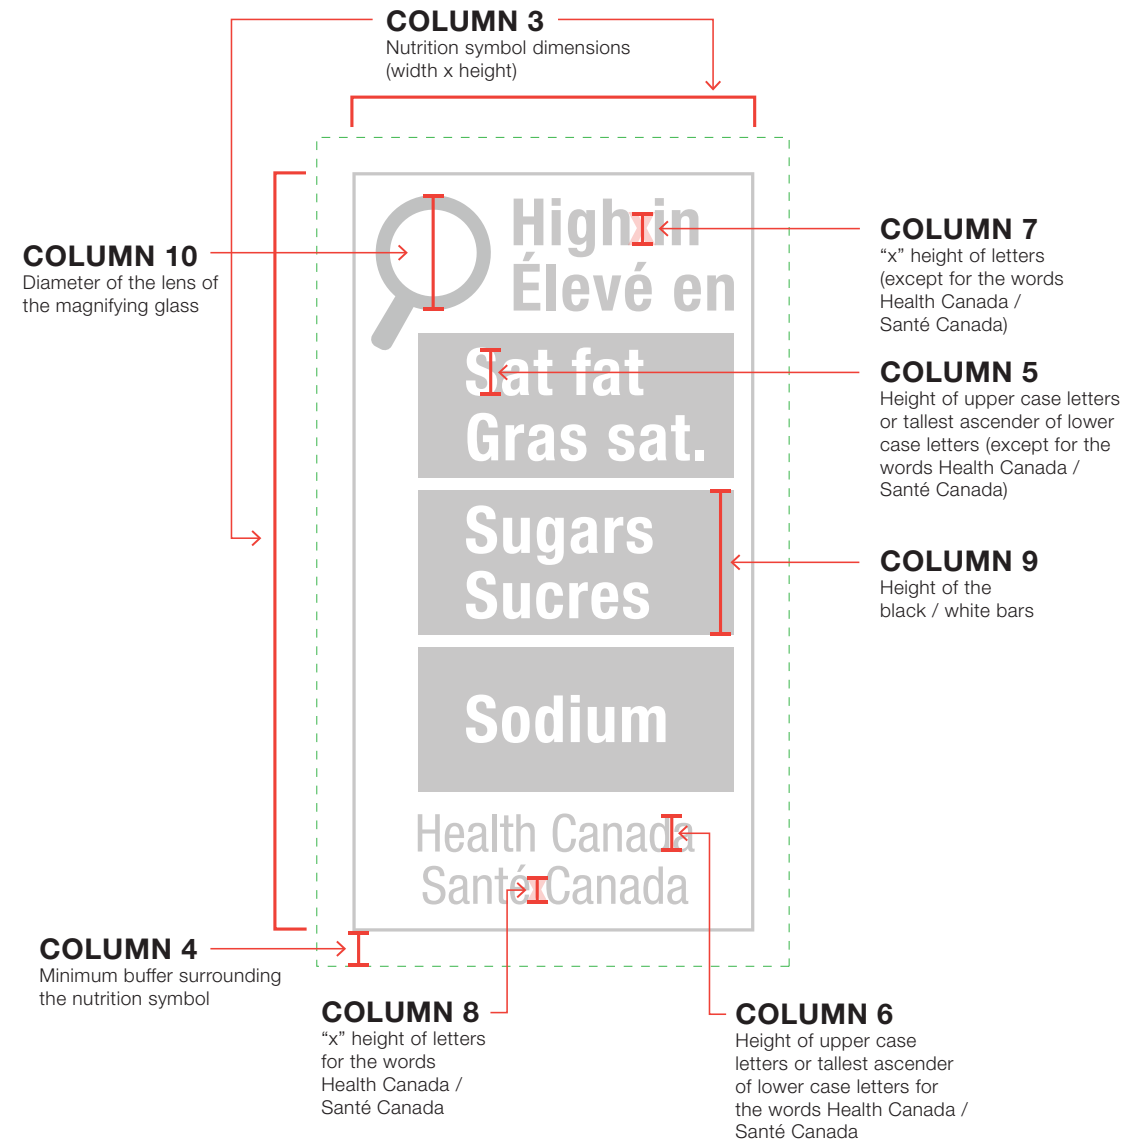 COLUMN 3
Nutrition symbol dimensions
(width x height)
COLUMN 10
Diameter of the lens of
the magnifying glass
High x in
Élevé en
Sat fat
Gras sat.
Sugars
Sucres
Sodium
Health Canada
Santé x Canada
COLUMN 7
“x” height of letters
(except for the words
Health Canada /
Santé Canada)
COLUMN 5
Height of upper case letters
or tallest ascender of lower
case letters (except for the
words Health Canada /
Santé Canada)
COLUMN 9
Height of the
black / white bars
COLUMN 4
Minimum buffer surrounding
the nutrition symbol
COLUMN 8
“x” height of letters
for the words
Health Canada /
Santé Canada
COLUMN 6
Height of upper case
letters or tallest ascender
of lower case letters for
the words Health Canada /
Santé Canada